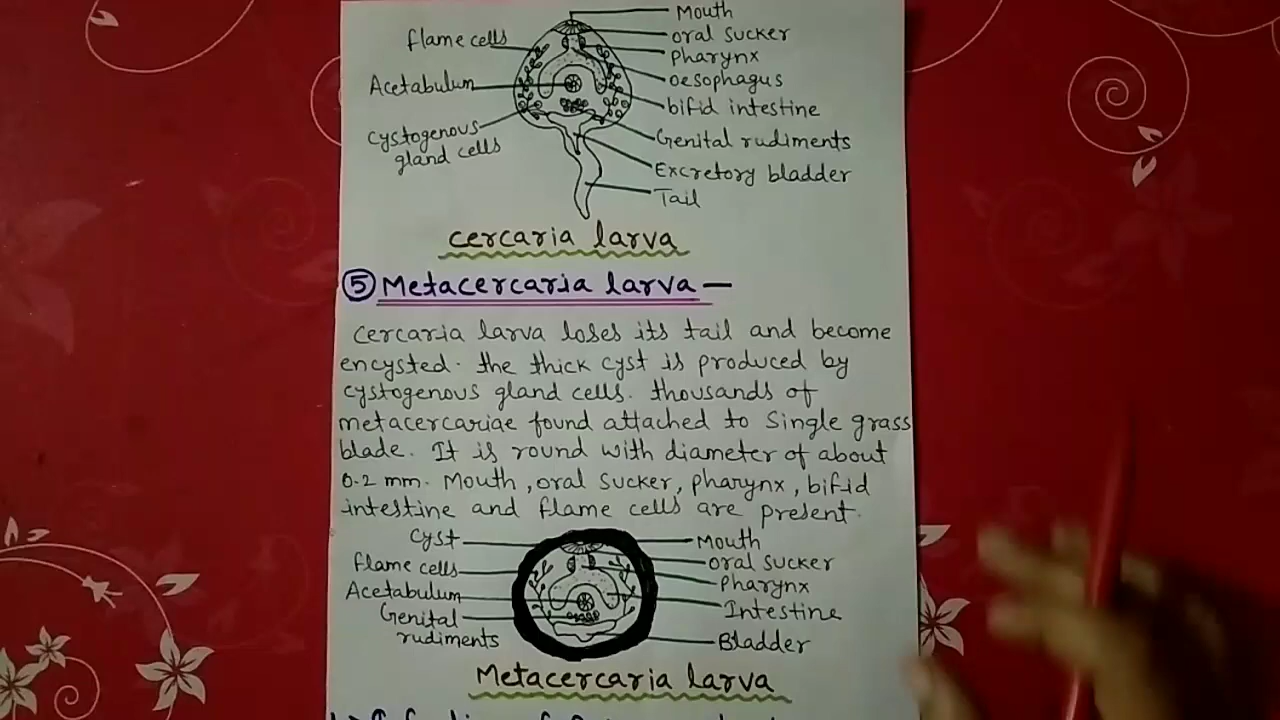 Mouth
flame cells
oral sucker
pharynx
Acetabulum
oesophagus
bifid intestine
cystogenous
gland cells
Genital rudiments
Excretory bladder
Tail
cercaria larva
⑤ Metacercaria larva —
cercaria larva loses its tail and become
encysted. the thick cyst is produced by
cystogenous gland cells. thousands of
metacercariae found attached to single grass
blade. It is round with diameter of about
0.2 mm. Mouth, oral sucker, pharynx, bifid
intestine and flame cells are present.
Cyst
Mouth
flame cells
oral sucker
Acetabulum
pharynx
Genital
rudiments
Intestine
Bladder
Metacercaria larva